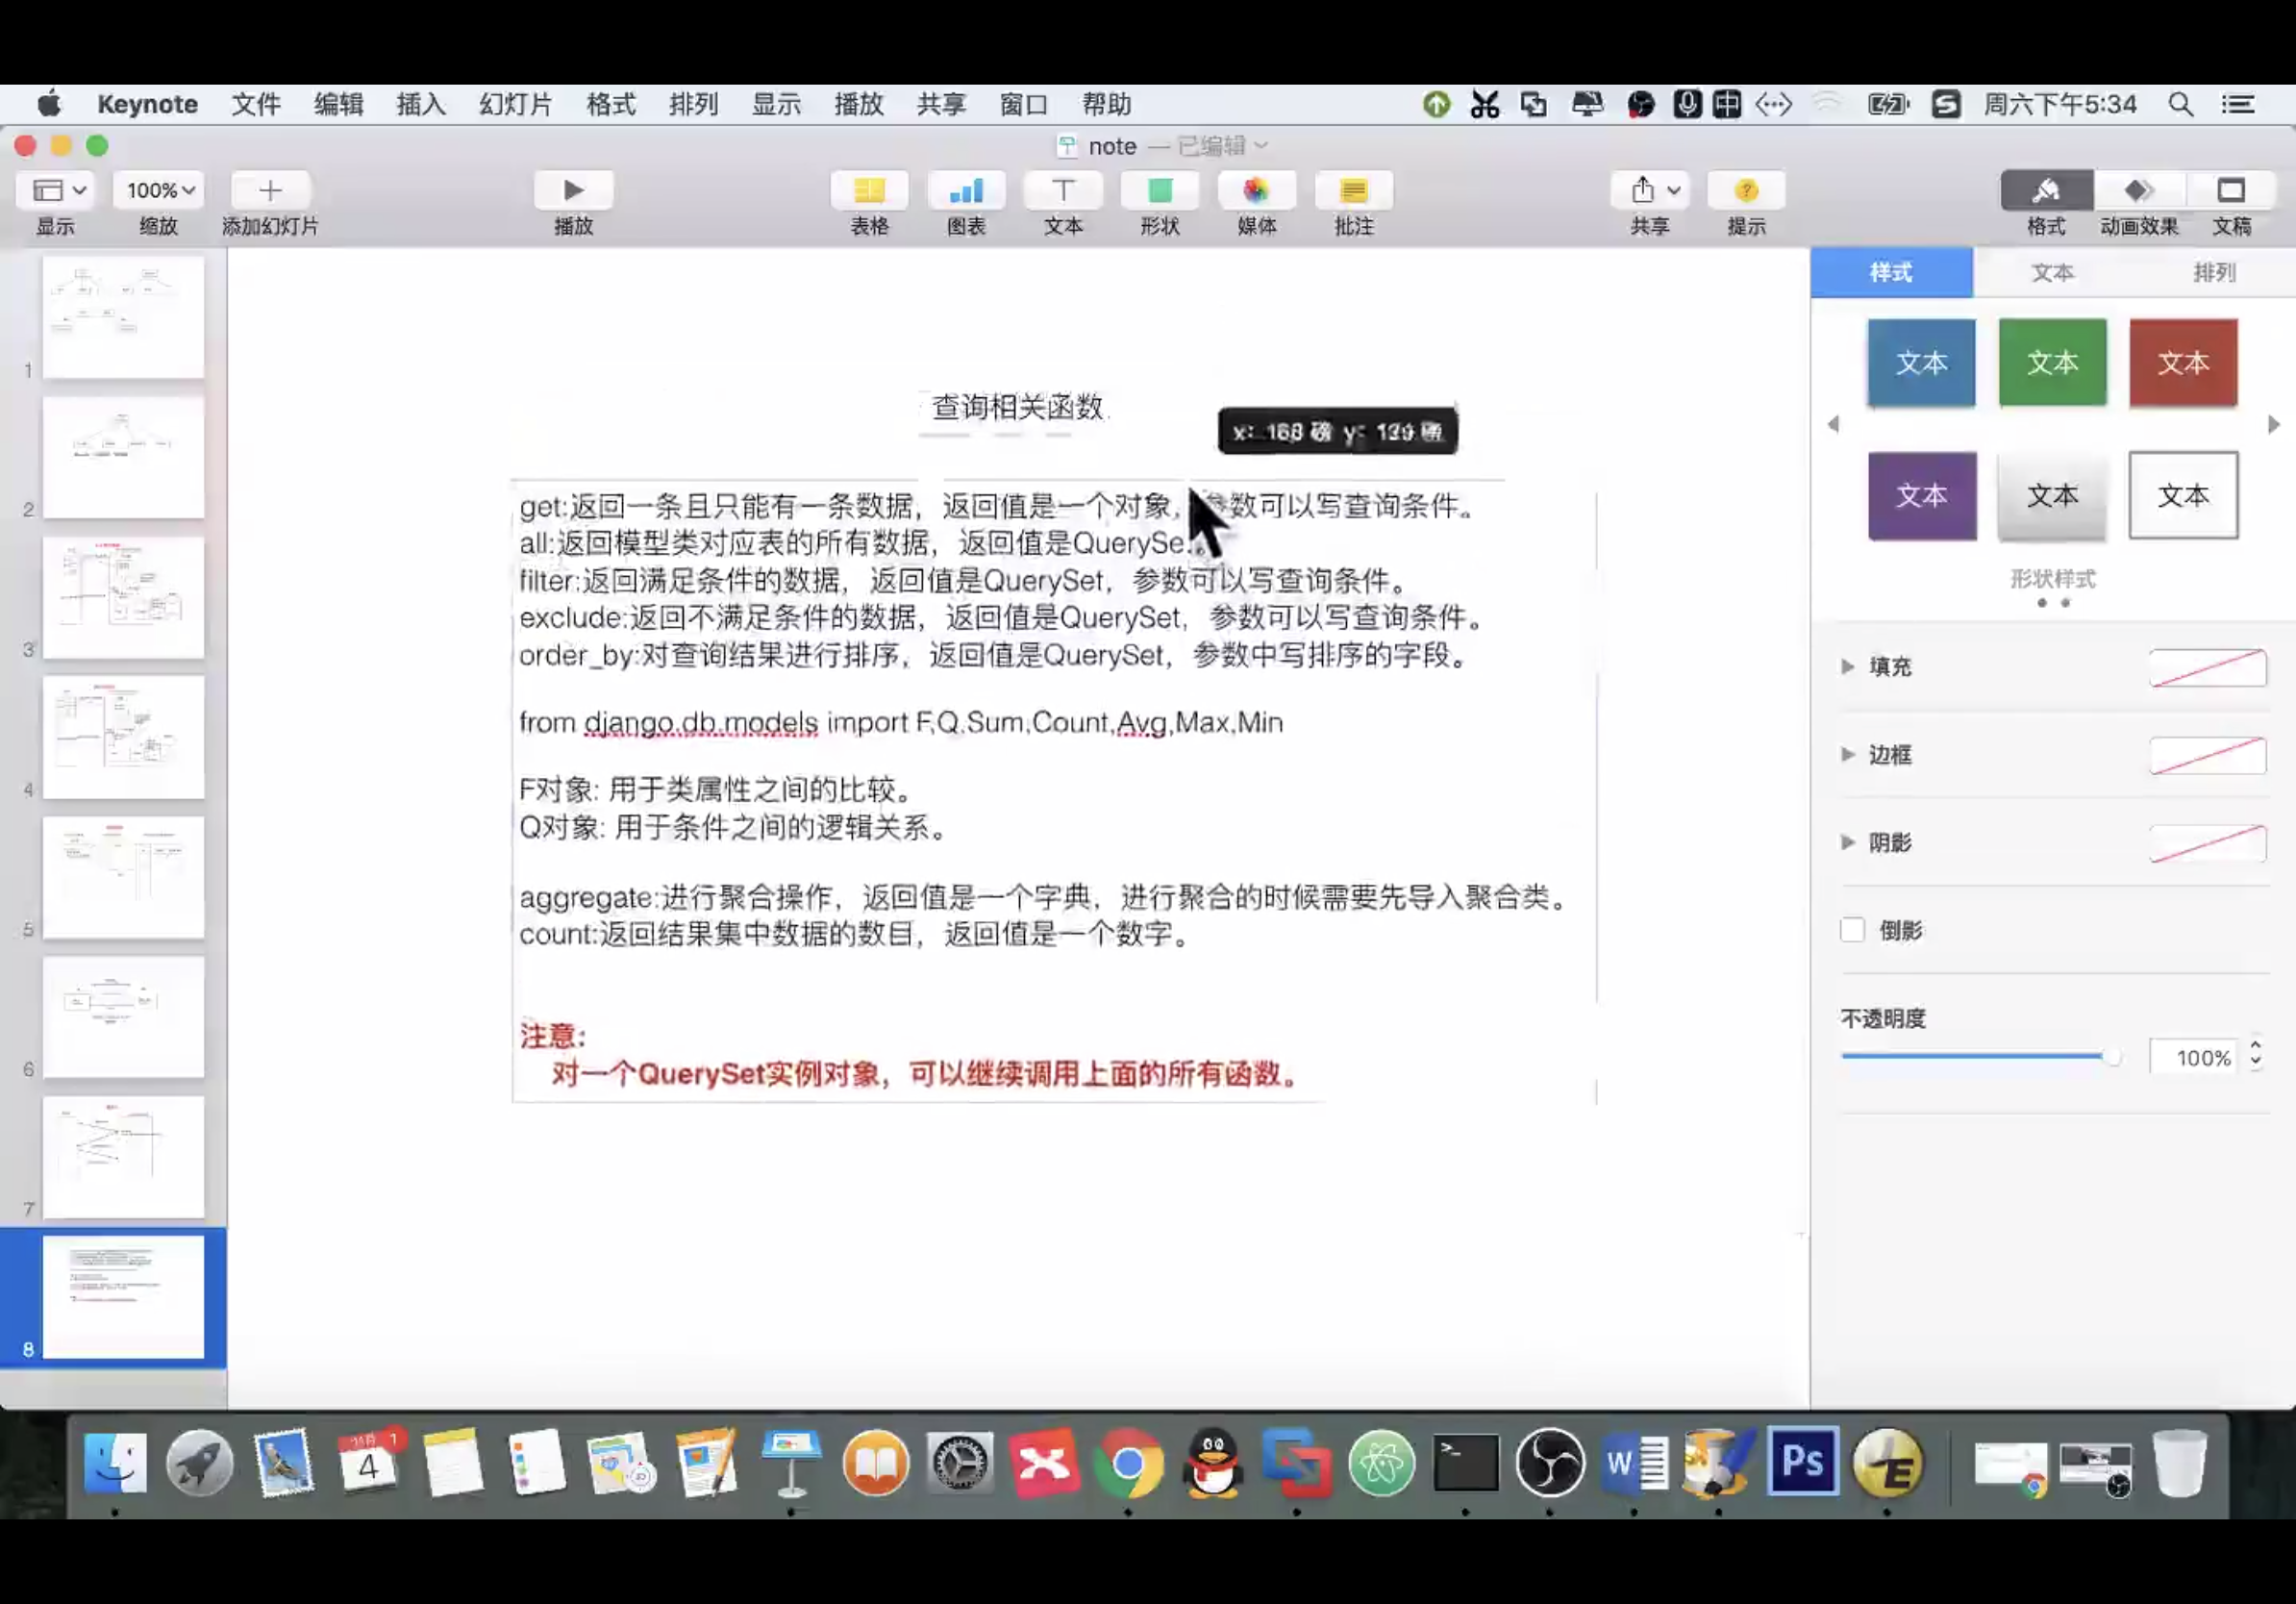 Keynote 文件 编辑 插入 幻灯片 格式 排列 显示 播放 共享 窗口 帮助 中 S 周六下午5:34
note — 已编辑
100%
显示 缩放 添加幻灯片 播放 表格 图表 文本 形状 媒体 批注 共享 提示 格式 动画效果 文稿
样式 文本 排列
文本 文本 文本
文本 文本 文本
形状样式
填充
边框
阴影
倒影
不透明度
100%
1
2
3
4
5
6
7
8
查询相关函数
get:返回一条且只能有一条数据，返回值是一个对象，参数可以写查询条件。
all:返回模型类对应表的所有数据，返回值是
filter:返回满足条件的数据，返回值是QuerySet，参数可以写查询条件。
exclude:返回不满足条件的数据，返回值是QuerySet，参数可以写查询条件。
order_by:对查询结果进行排序，返回值是QuerySet，参数中写排序的字段。
from django.db.models import F,Q,Sum,Count,Avg,Max,Min
F对象: 用于类属性之间的比较。
Q对象: 用于条件之间的逻辑关系。
aggregate:进行聚合操作，返回值是一个字典，进行聚合的时候需要先导入聚合类。
count:返回结果集中数据的数目，返回值是一个数字。
注意:
对一个QuerySet实例对象，可以继续调用上面的所有函数。
4
1
W
Ps